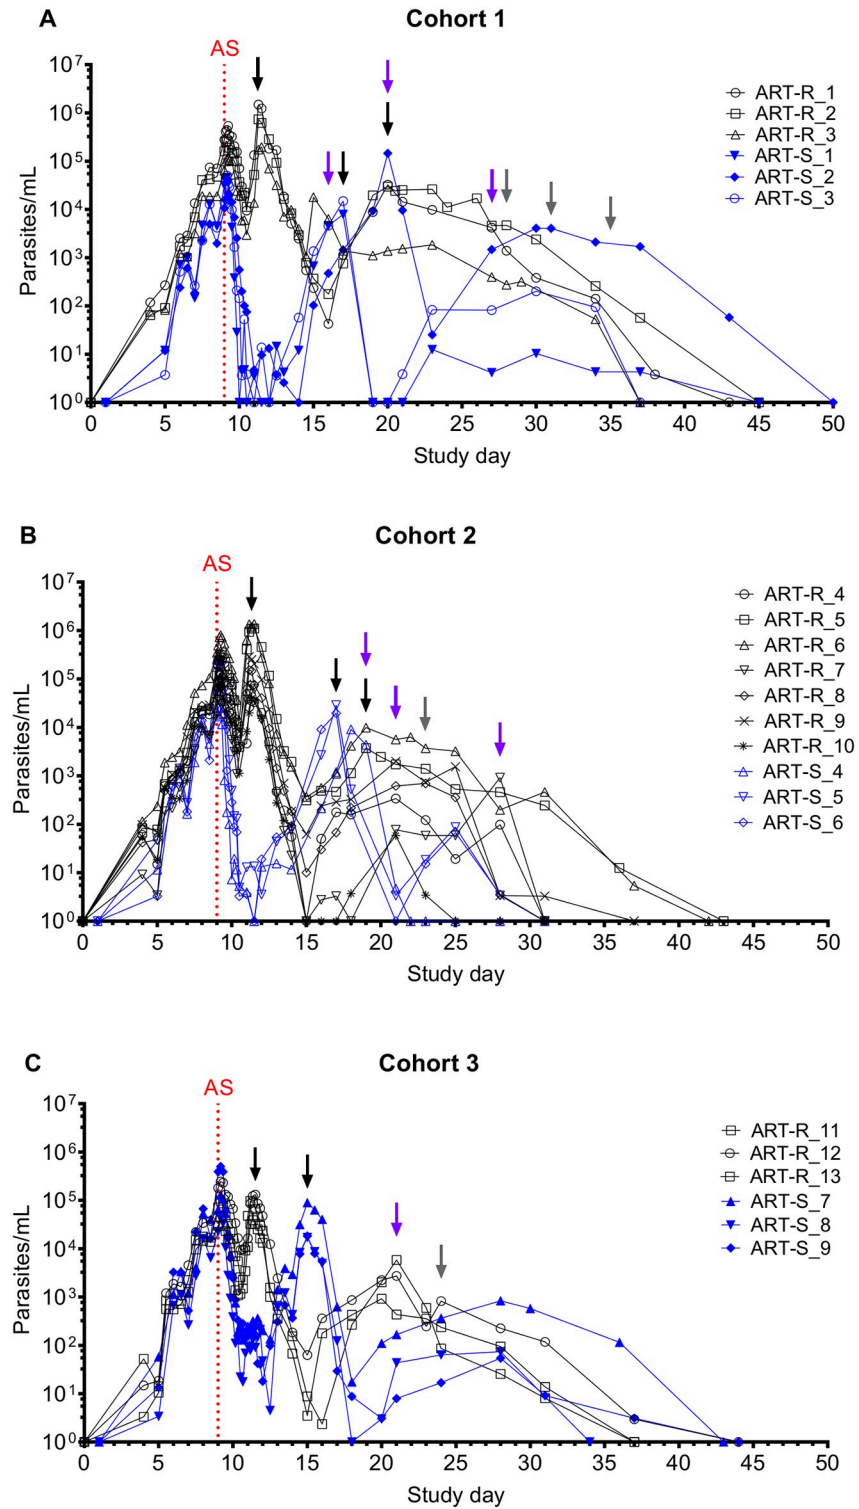 A
Cohort 1
AS
10⁷
10⁶
10⁵
10⁴
10³
10²
10¹
10⁰
Parasites/mL
0 5 10 15 20 25 30 35 40 45 50
Study day
ART-R_1
ART-R_2
ART-R_3
ART-S_1
ART-S_2
ART-S_3
B
Cohort 2
AS
10⁷
10⁶
10⁵
10⁴
10³
10²
10¹
10⁰
Parasites/mL
0 5 10 15 20 25 30 35 40 45 50
Study day
ART-R_4
ART-R_5
ART-R_6
ART-R_7
ART-R_8
ART-R_9
ART-R_10
ART-S_4
ART-S_5
ART-S_6
C
Cohort 3
AS
10⁷
10⁶
10⁵
10⁴
10³
10²
10¹
10⁰
Parasites/mL
0 5 10 15 20 25 30 35 40 45 50
Study day
ART-R_11
ART-R_12
ART-R_13
ART-S_7
ART-S_8
ART-S_9